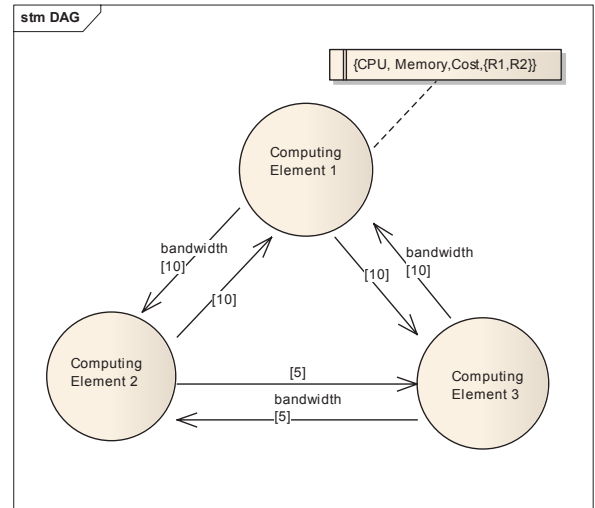 stm DAG
{CPU, Memory,Cost,{R1,R2}}
Computing
Element 1
bandwidth
[10]
[10]
[10]
bandwidth
[10]
Computing
Element 2
[5]
bandwidth
[5]
Computing
Element 3